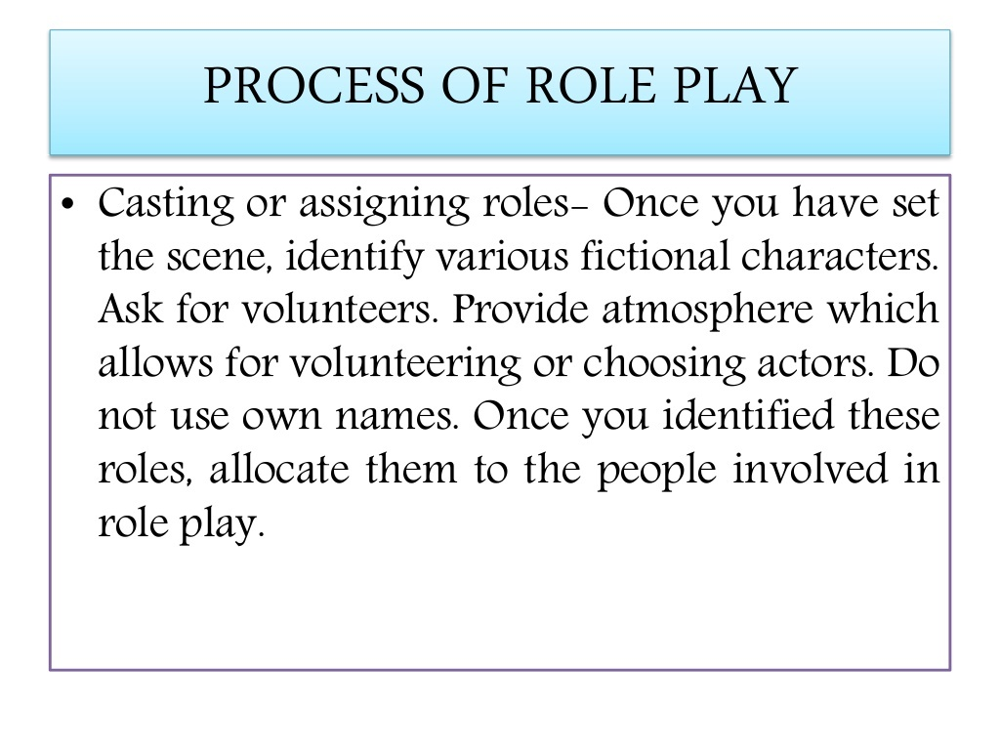 PROCESS OF ROLE PLAY
• Casting or assigning roles- Once you have set
the scene, identify various fictional characters.
Ask for volunteers. Provide atmosphere which
allows for volunteering or choosing actors. Do
not use own names. Once you identified these
roles, allocate them to the people involved in
role play.